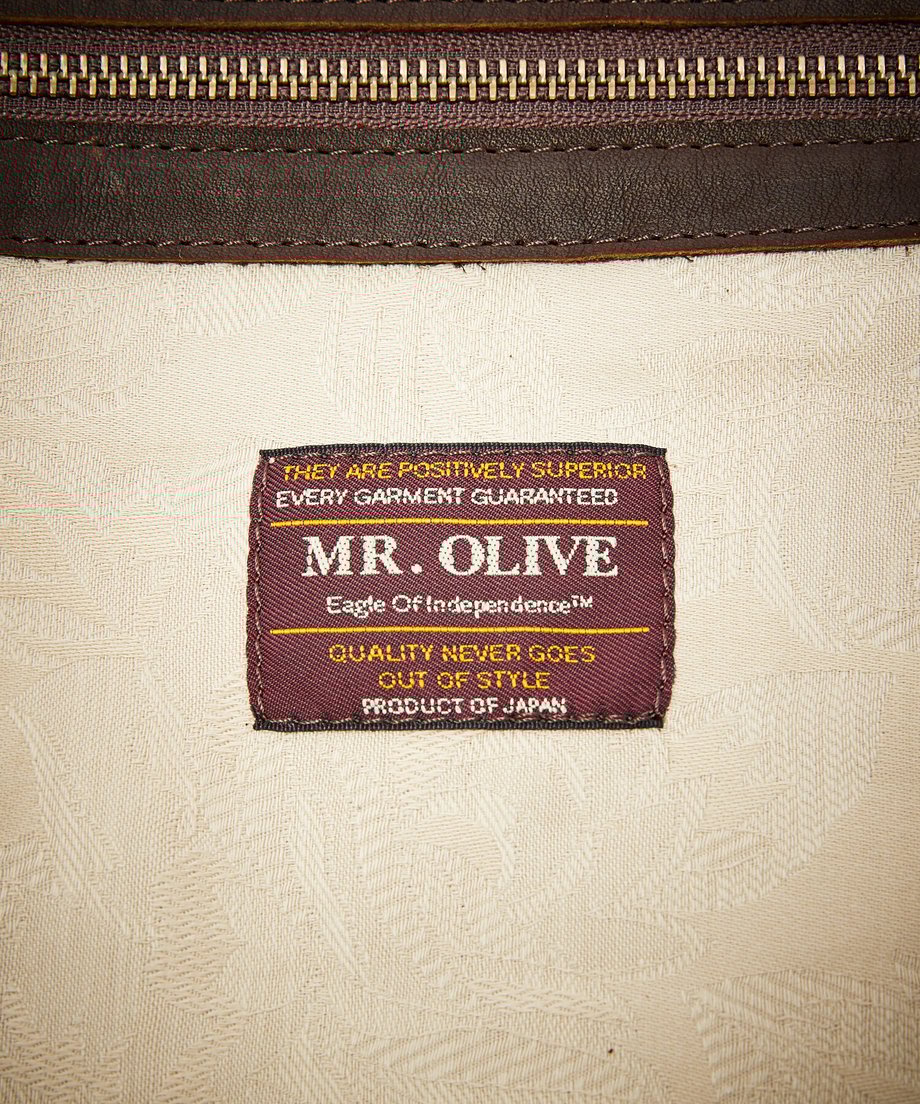 THEY ARE POSITIVELY SUPERIOR
EVERY GARMENT GUARANTEED
MR. OLIVE
Eagle Of Independence™
QUALITY NEVER GOES
OUT OF STYLE
PRODUCT OF JAPAN